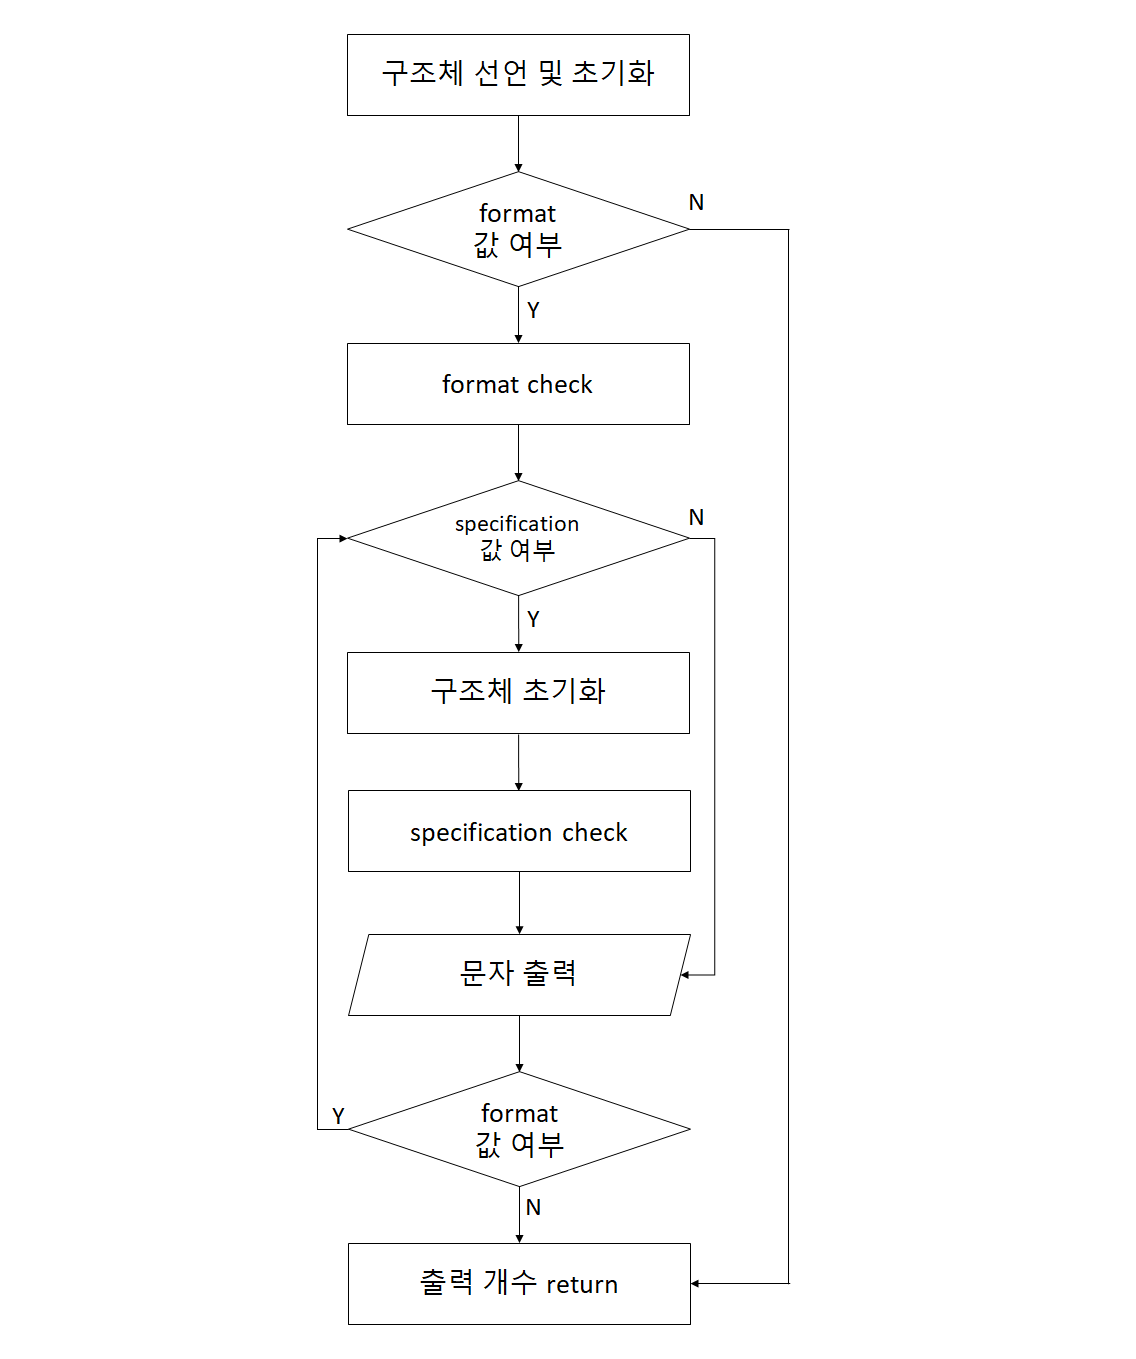 구조체 선언 및 초기화
format
값 여부
N
Y
format check
specification
값 여부
N
Y
구조체 초기화
specification check
문자 출력
format
값 여부
Y
N
출력 개수 return